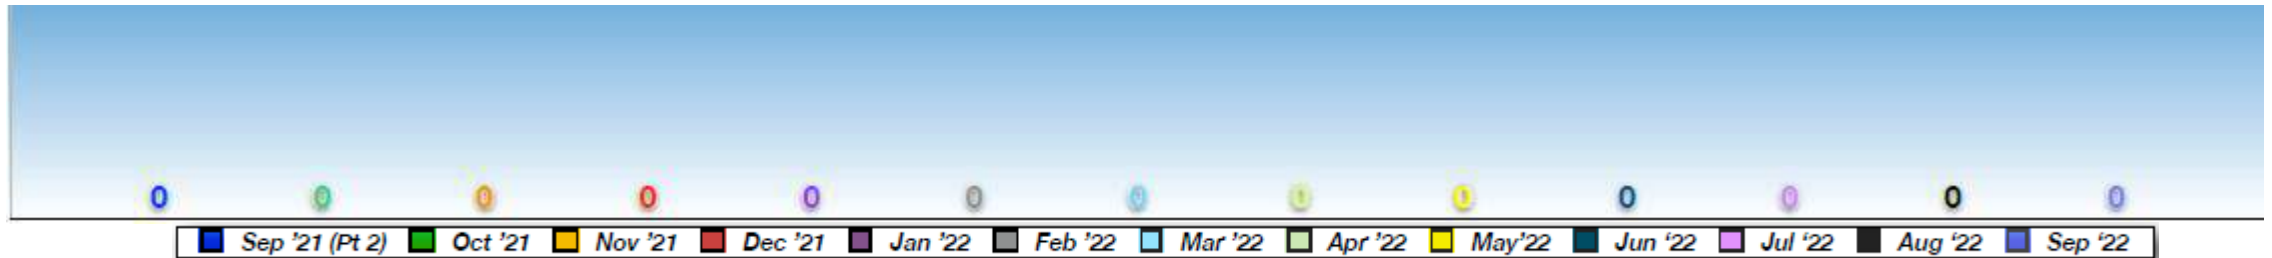 0 0 0 0 0 0 0 0 0 0 0 0 0
Sep ’21 (Pt 2) Oct ’21 Nov ’21 Dec ’21 Jan ’22 Feb ’22 Mar ’22 Apr ’22 May’22 Jun ‘22 Jul ‘22 Aug ‘22 Sep ‘22